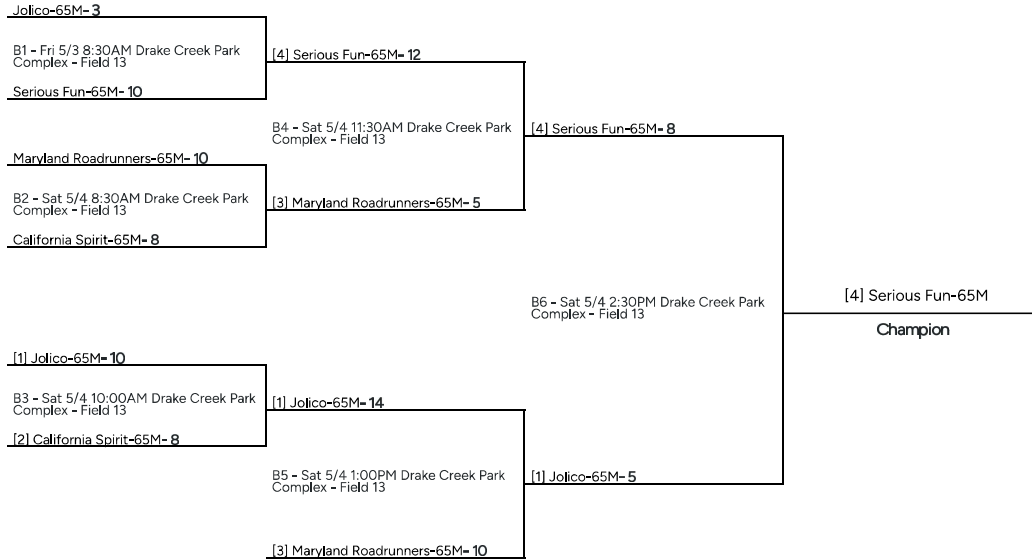 Jolico-65M- 3
B1 - Fri 5/3 8:30AM Drake Creek Park
Complex - Field 13
Serious Fun-65M- 10
[4] Serious Fun-65M- 12
B4 - Sat 5/4 11:30AM Drake Creek Park
Complex - Field 13
Maryland Roadrunners-65M- 10
B2 - Sat 5/4 8:30AM Drake Creek Park
Complex - Field 13
California Spirit-65M- 8
[3] Maryland Roadrunners-65M- 5
[4] Serious Fun-65M- 8
B6 - Sat 5/4 2:30PM Drake Creek Park
Complex - Field 13
[4] Serious Fun-65M
Champion
[1] Jolico-65M- 10
B3 - Sat 5/4 10:00AM Drake Creek Park
Complex - Field 13
[2] California Spirit-65M- 8
[1] Jolico-65M- 14
B5 - Sat 5/4 1:00PM Drake Creek Park
Complex - Field 13
[3] Maryland Roadrunners-65M- 10
[1] Jolico-65M- 5